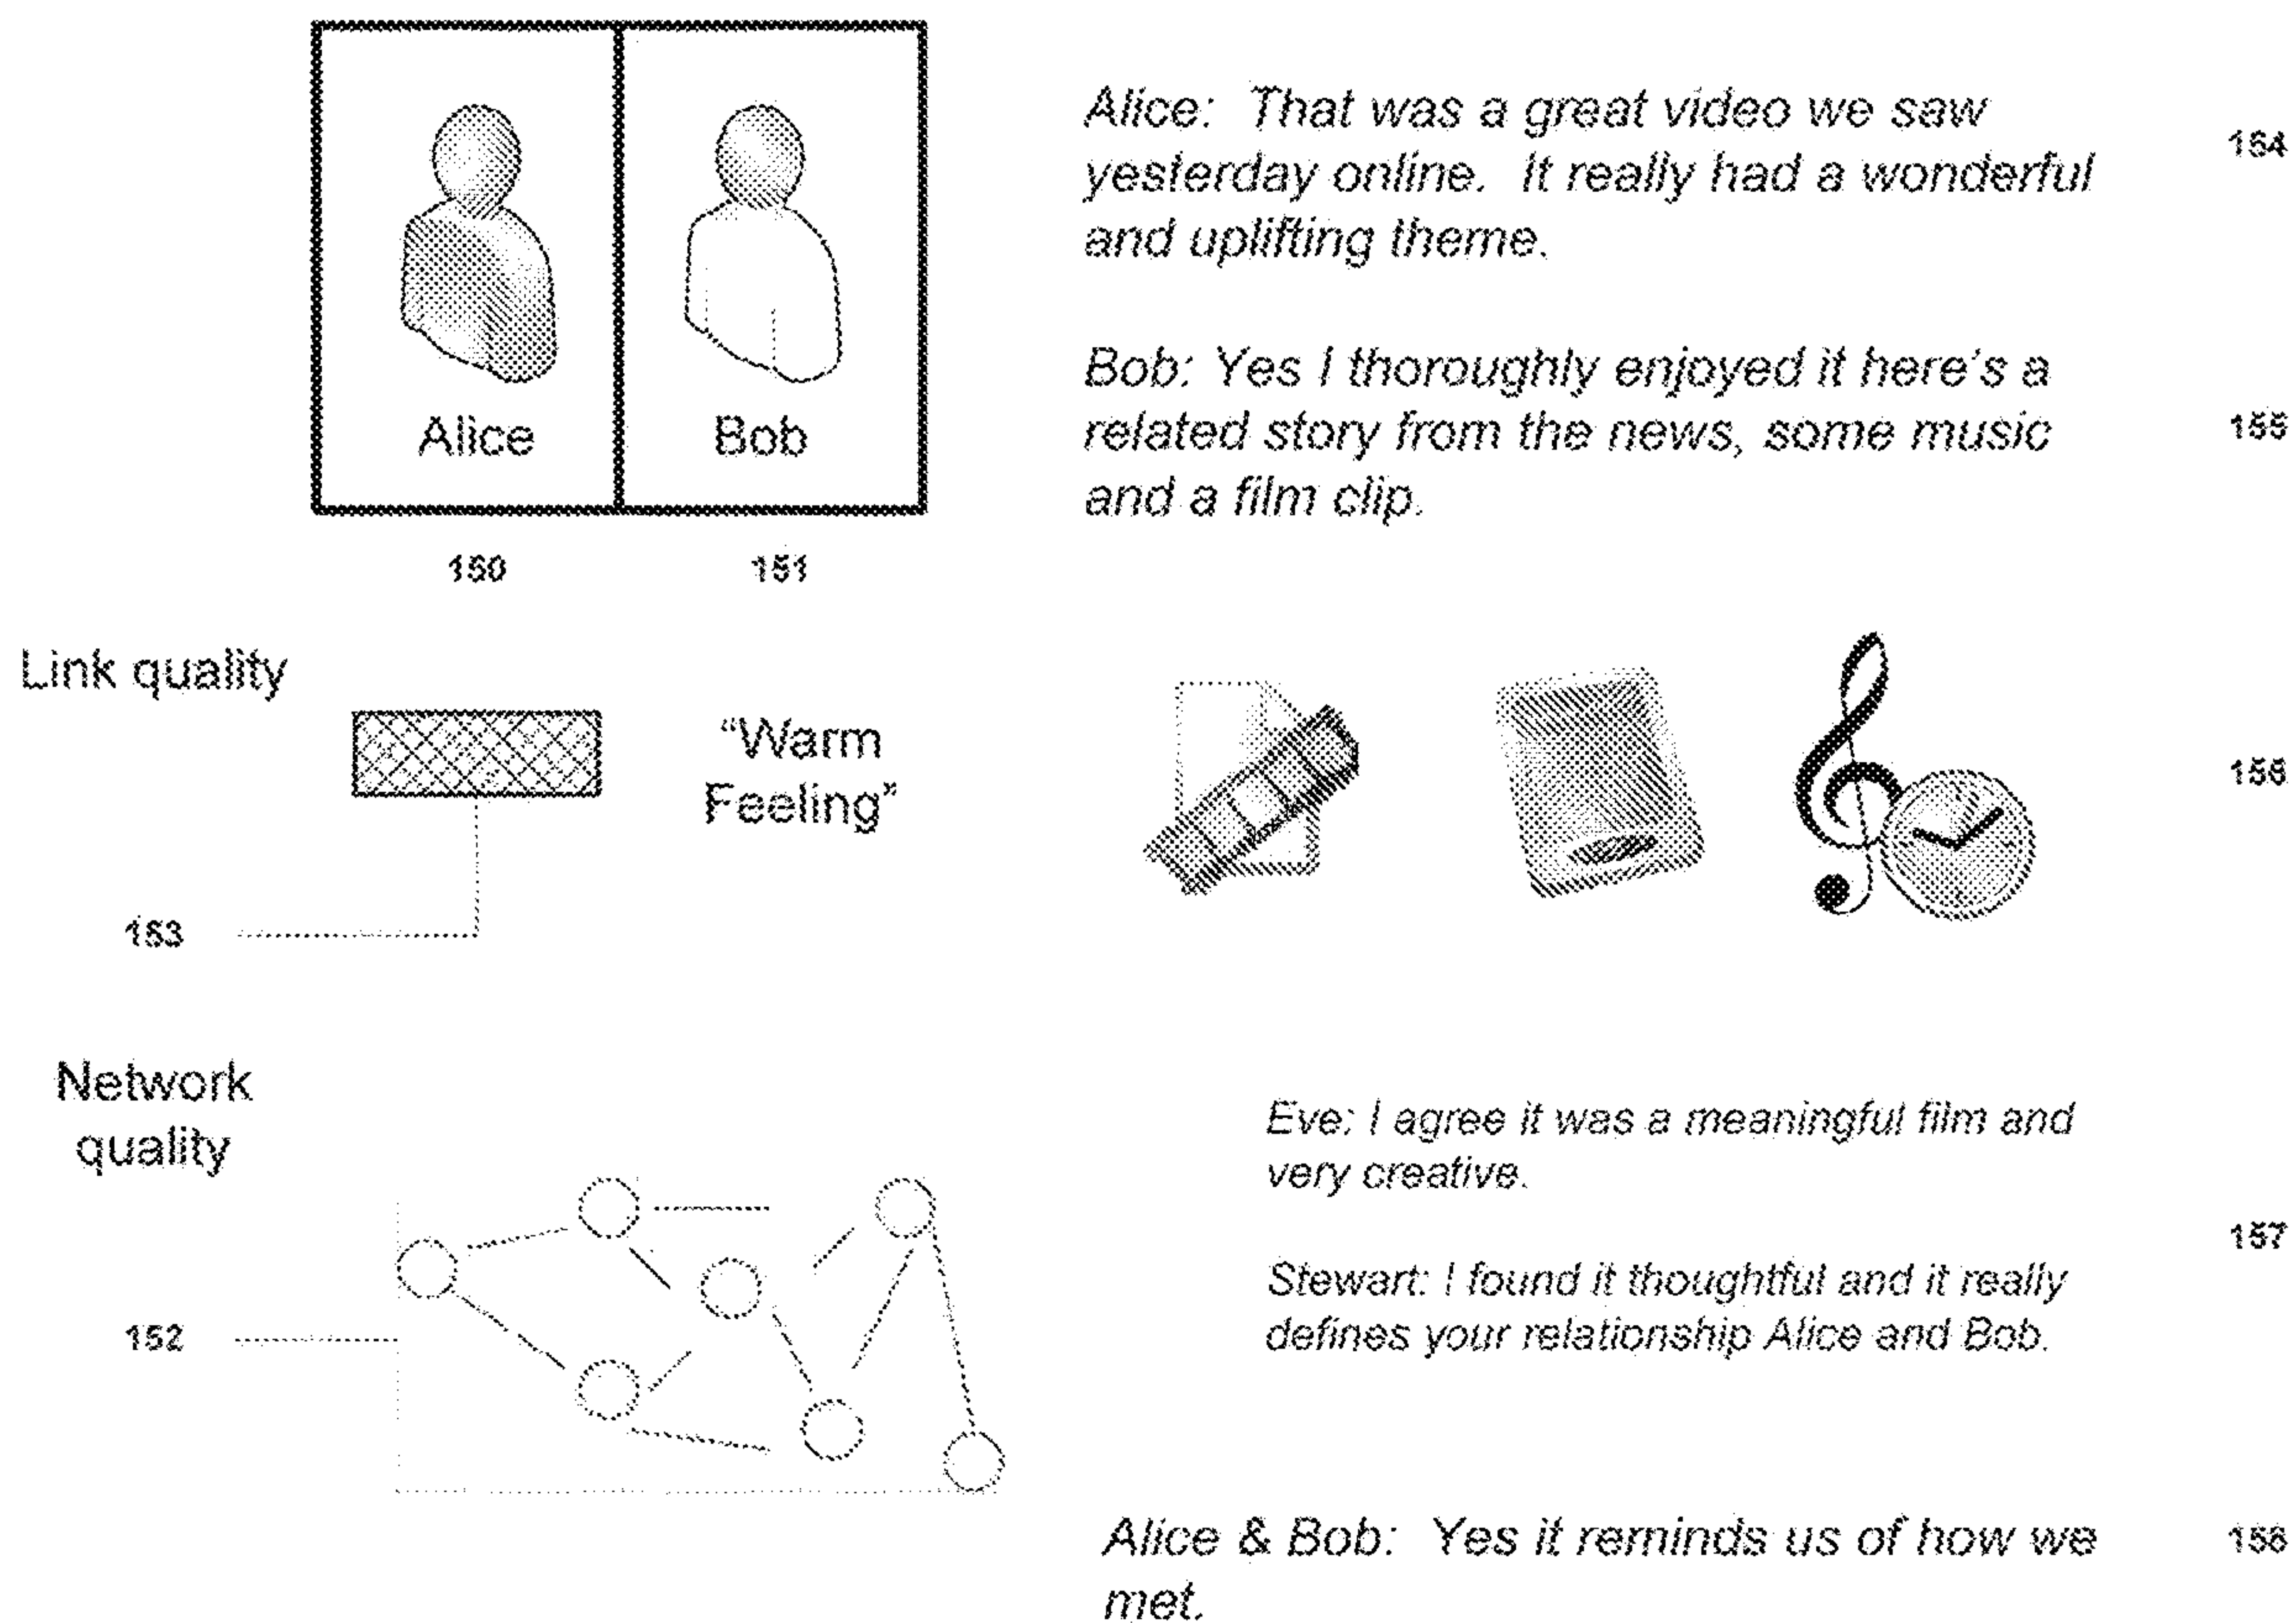 Alice: That was a great video we saw
yesterday online. It really had a wonderful
and uplifting theme.
154
Bob: Yes I thoroughly enjoyed it here's a
related story from the news, some music
and a film clip.
155
Alice
Bob
150
151
Link quality
"Warm
Feeling"
156
153
Network
quality
152
Eve: I agree it was a meaningful film and
very creative.
157
Stewart: I found it thoughtful and it really
defines your relationship Alice and Bob.
Alice & Bob: Yes it reminds us of how we
met.
158